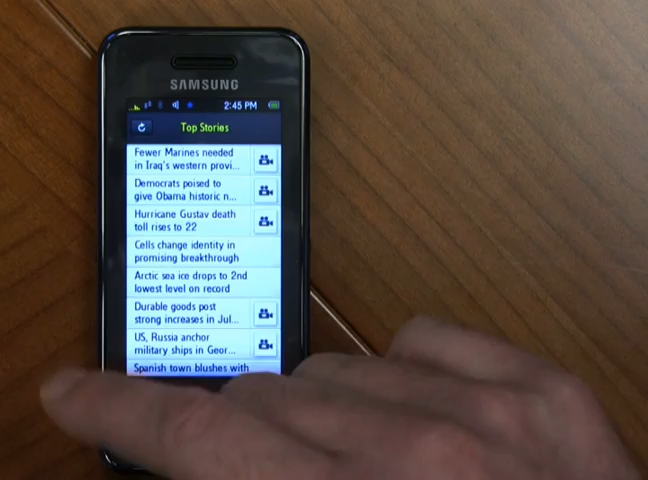 SAMSUNG
2:45 PM
Top Stories
Fewer Marines needed
in Iraq's western provi...
Democrats poised to
give Obama historic n...
Hurricane Gustav death
toll rises to 22
Cells change identity in
promising breakthrough
Arctic sea ice drops to 2nd
lowest level on record
Durable goods post
strong increases in Jul...
US, Russia anchor
military ships in Geor...
Spanish town blushes with